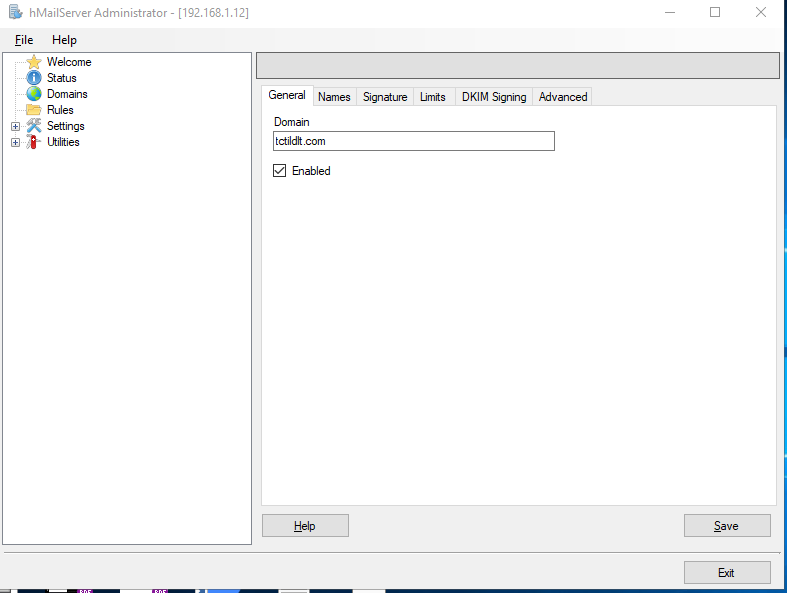 hMailServer Administrator - [192.168.1.12]
File Help
Welcome
Status
Domains
Rules
Settings
Utilities
General Names Signature Limits DKIM Signing Advanced
Domain
tctildlt.com
Enabled
Help Save
Exit